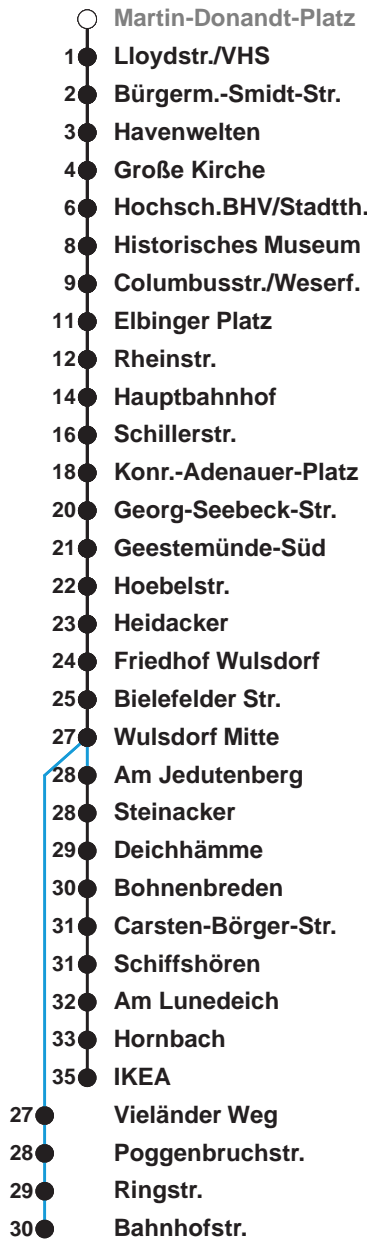 Martin-Donandt-Platz
1 Lloydstr./VHS
2 Bürgerm.-Smidt-Str.
3 Havenwelten
4 Große Kirche
6 Hochsch.BHV/Stadtth.
8 Historisches Museum
9 Columbusstr./Weserf.
11 Elbinger Platz
12 Rheinstr.
14 Hauptbahnhof
16 Schillerstr.
18 Konr.-Adenauer-Platz
20 Georg-Seebeck-Str.
21 Geestemünde-Süd
22 Hoebelstr.
23 Heidacker
24 Friedhof Wulsdorf
25 Bielefelder Str.
27 Wulsdorf Mitte
28 Am Jedutenberg
28 Steinacker
29 Deichhämme
30 Bohnenbreden
31 Carsten-Börger-Str.
31 Schiffshören
32 Am Lunedeich
33 Hornbach
35 IKEA
27 Vieländer Weg
28 Poggenbruchstr.
29 Ringstr.
30 Bahnhofstr.